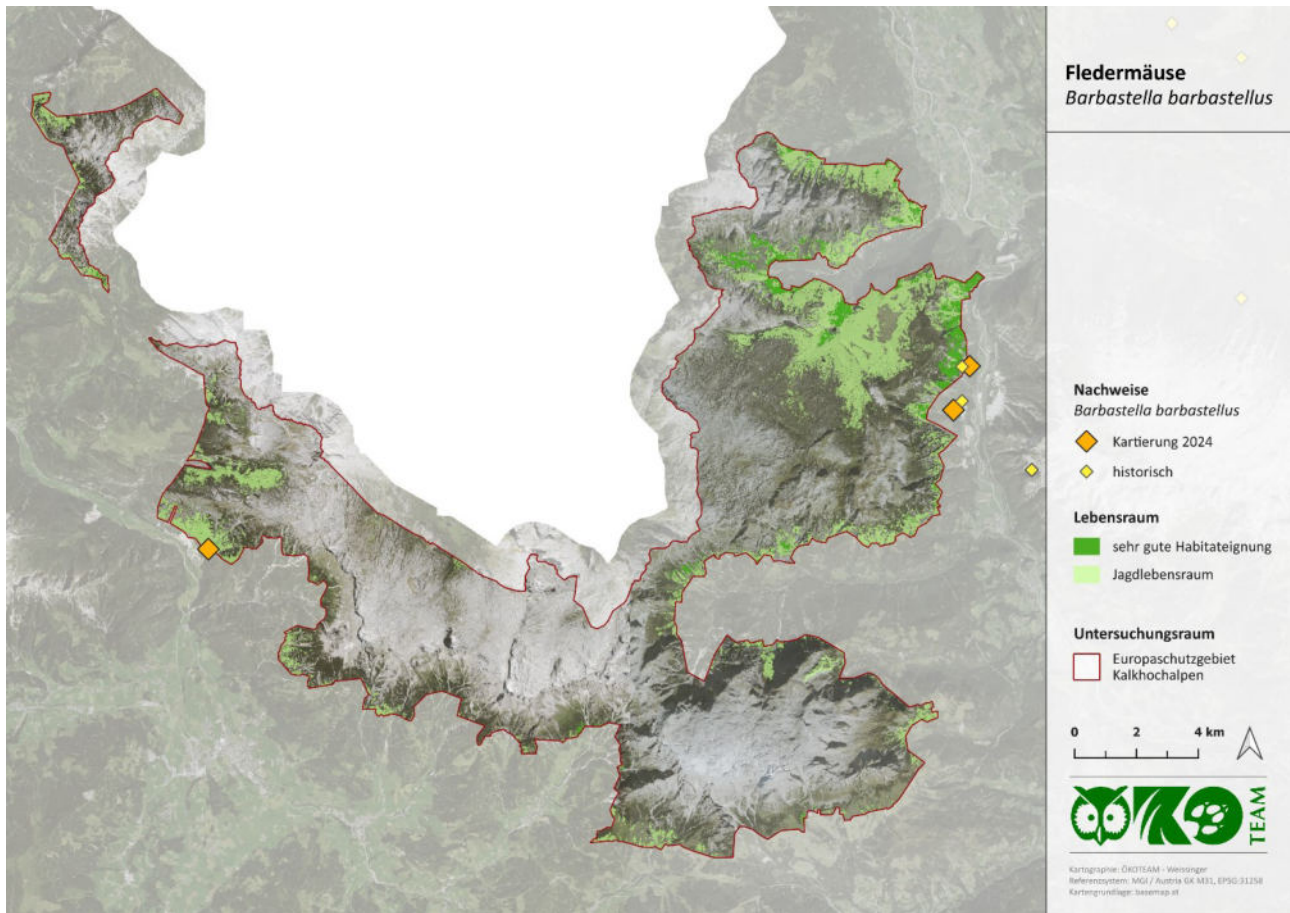 Fledermäuse
Barbastella barbastellus
Nachweise
Barbastella barbastellus
Kartierung 2024
historisch
Lebensraum
sehr gute Habitateignung
Jagdlebensraum
Untersuchungsraum
Europaschutzgebiet
Kalkhochalpen
0 2 4 km
ÖKO
TEAM
Kartographie: ÖKOTEAM - Weissinger
Referenzsystem: MGI / Austria GK M31, EPSG:31258
Kartengrundlage: basemap.at